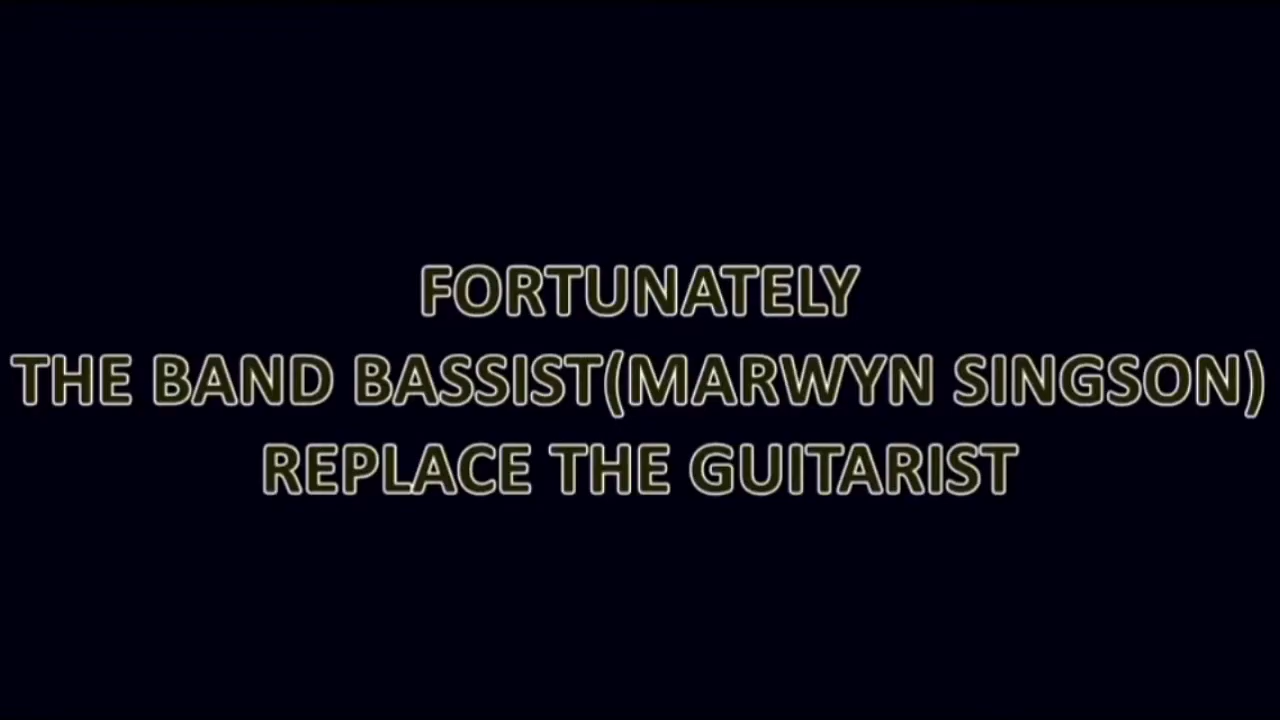 FORTUNATELY
THE BAND BASSIST(MARWYN SINGSON)
REPLACE THE GUITARIST